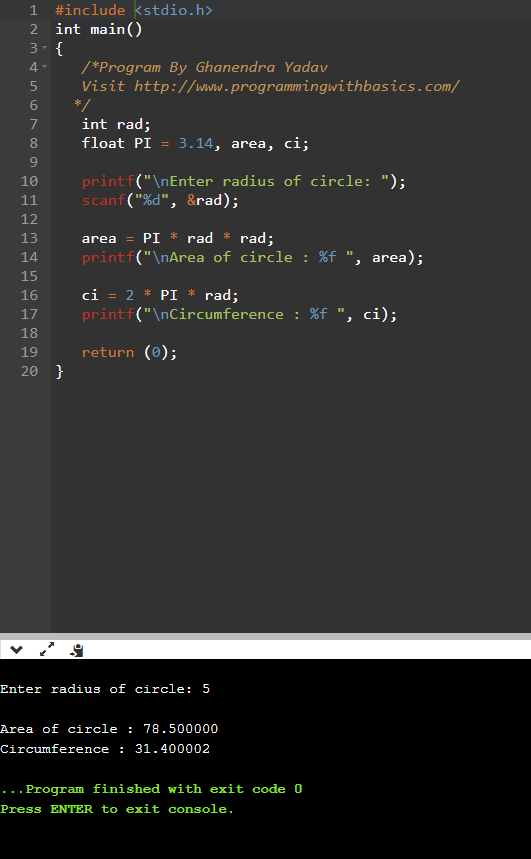 1 #include <stdio.h>
2 int main()
3 {
4 /*Program By Ghanendra Yadav
5 Visit http://www.programmingwithbasics.com/
6 */
7 int rad;
8 float PI = 3.14, area, ci;
9
10 printf("\nEnter radius of circle: ");
11 scanf("%d", &rad);
12
13 area = PI * rad * rad;
14 printf("\nArea of circle : %f ", area);
15
16 ci = 2 * PI * rad;
17 printf("\nCircumference : %f ", ci);
18
19 return (0);
20 }
Enter radius of circle: 5
Area of circle : 78.500000
Circumference : 31.400002
...Program finished with exit code 0
Press ENTER to exit console.